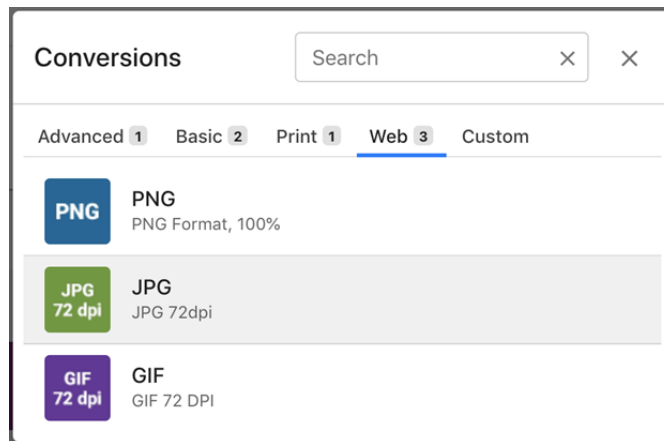 Conversions
Search
Advanced 1 Basic 2 Print 1 Web 3 Custom
PNG
PNG
PNG Format, 100%
JPG
72 dpi
JPG
JPG 72dpi
GIF
72 dpi
GIF
GIF 72 DPI